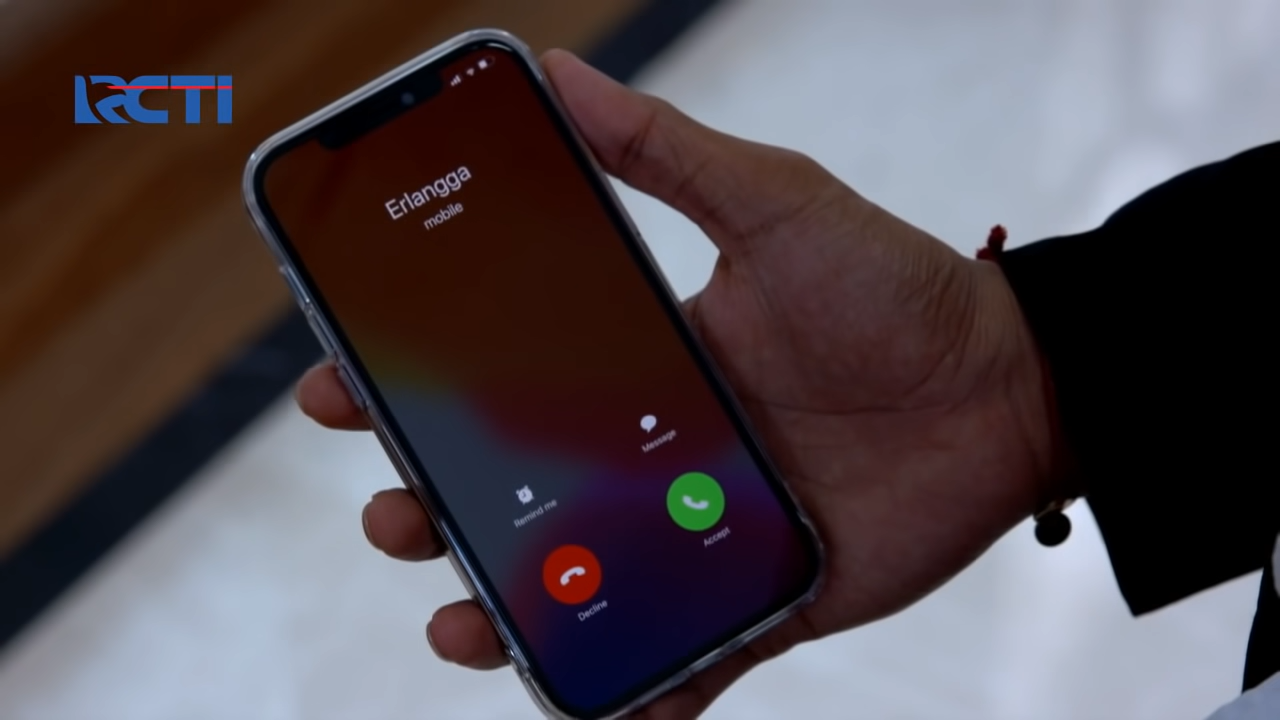 RCTI
Erlangga
mobile
Message
Remind me
Accept
Decline